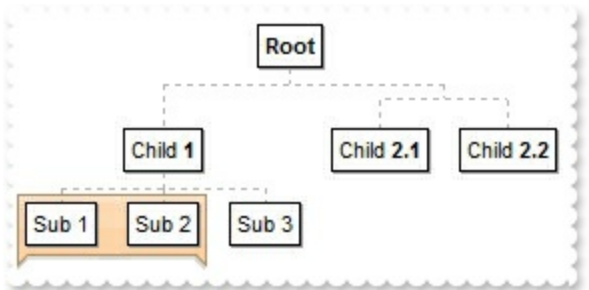 Root
Child 1
Child 2.1
Child 2.2
Sub 1
Sub 2
Sub 3